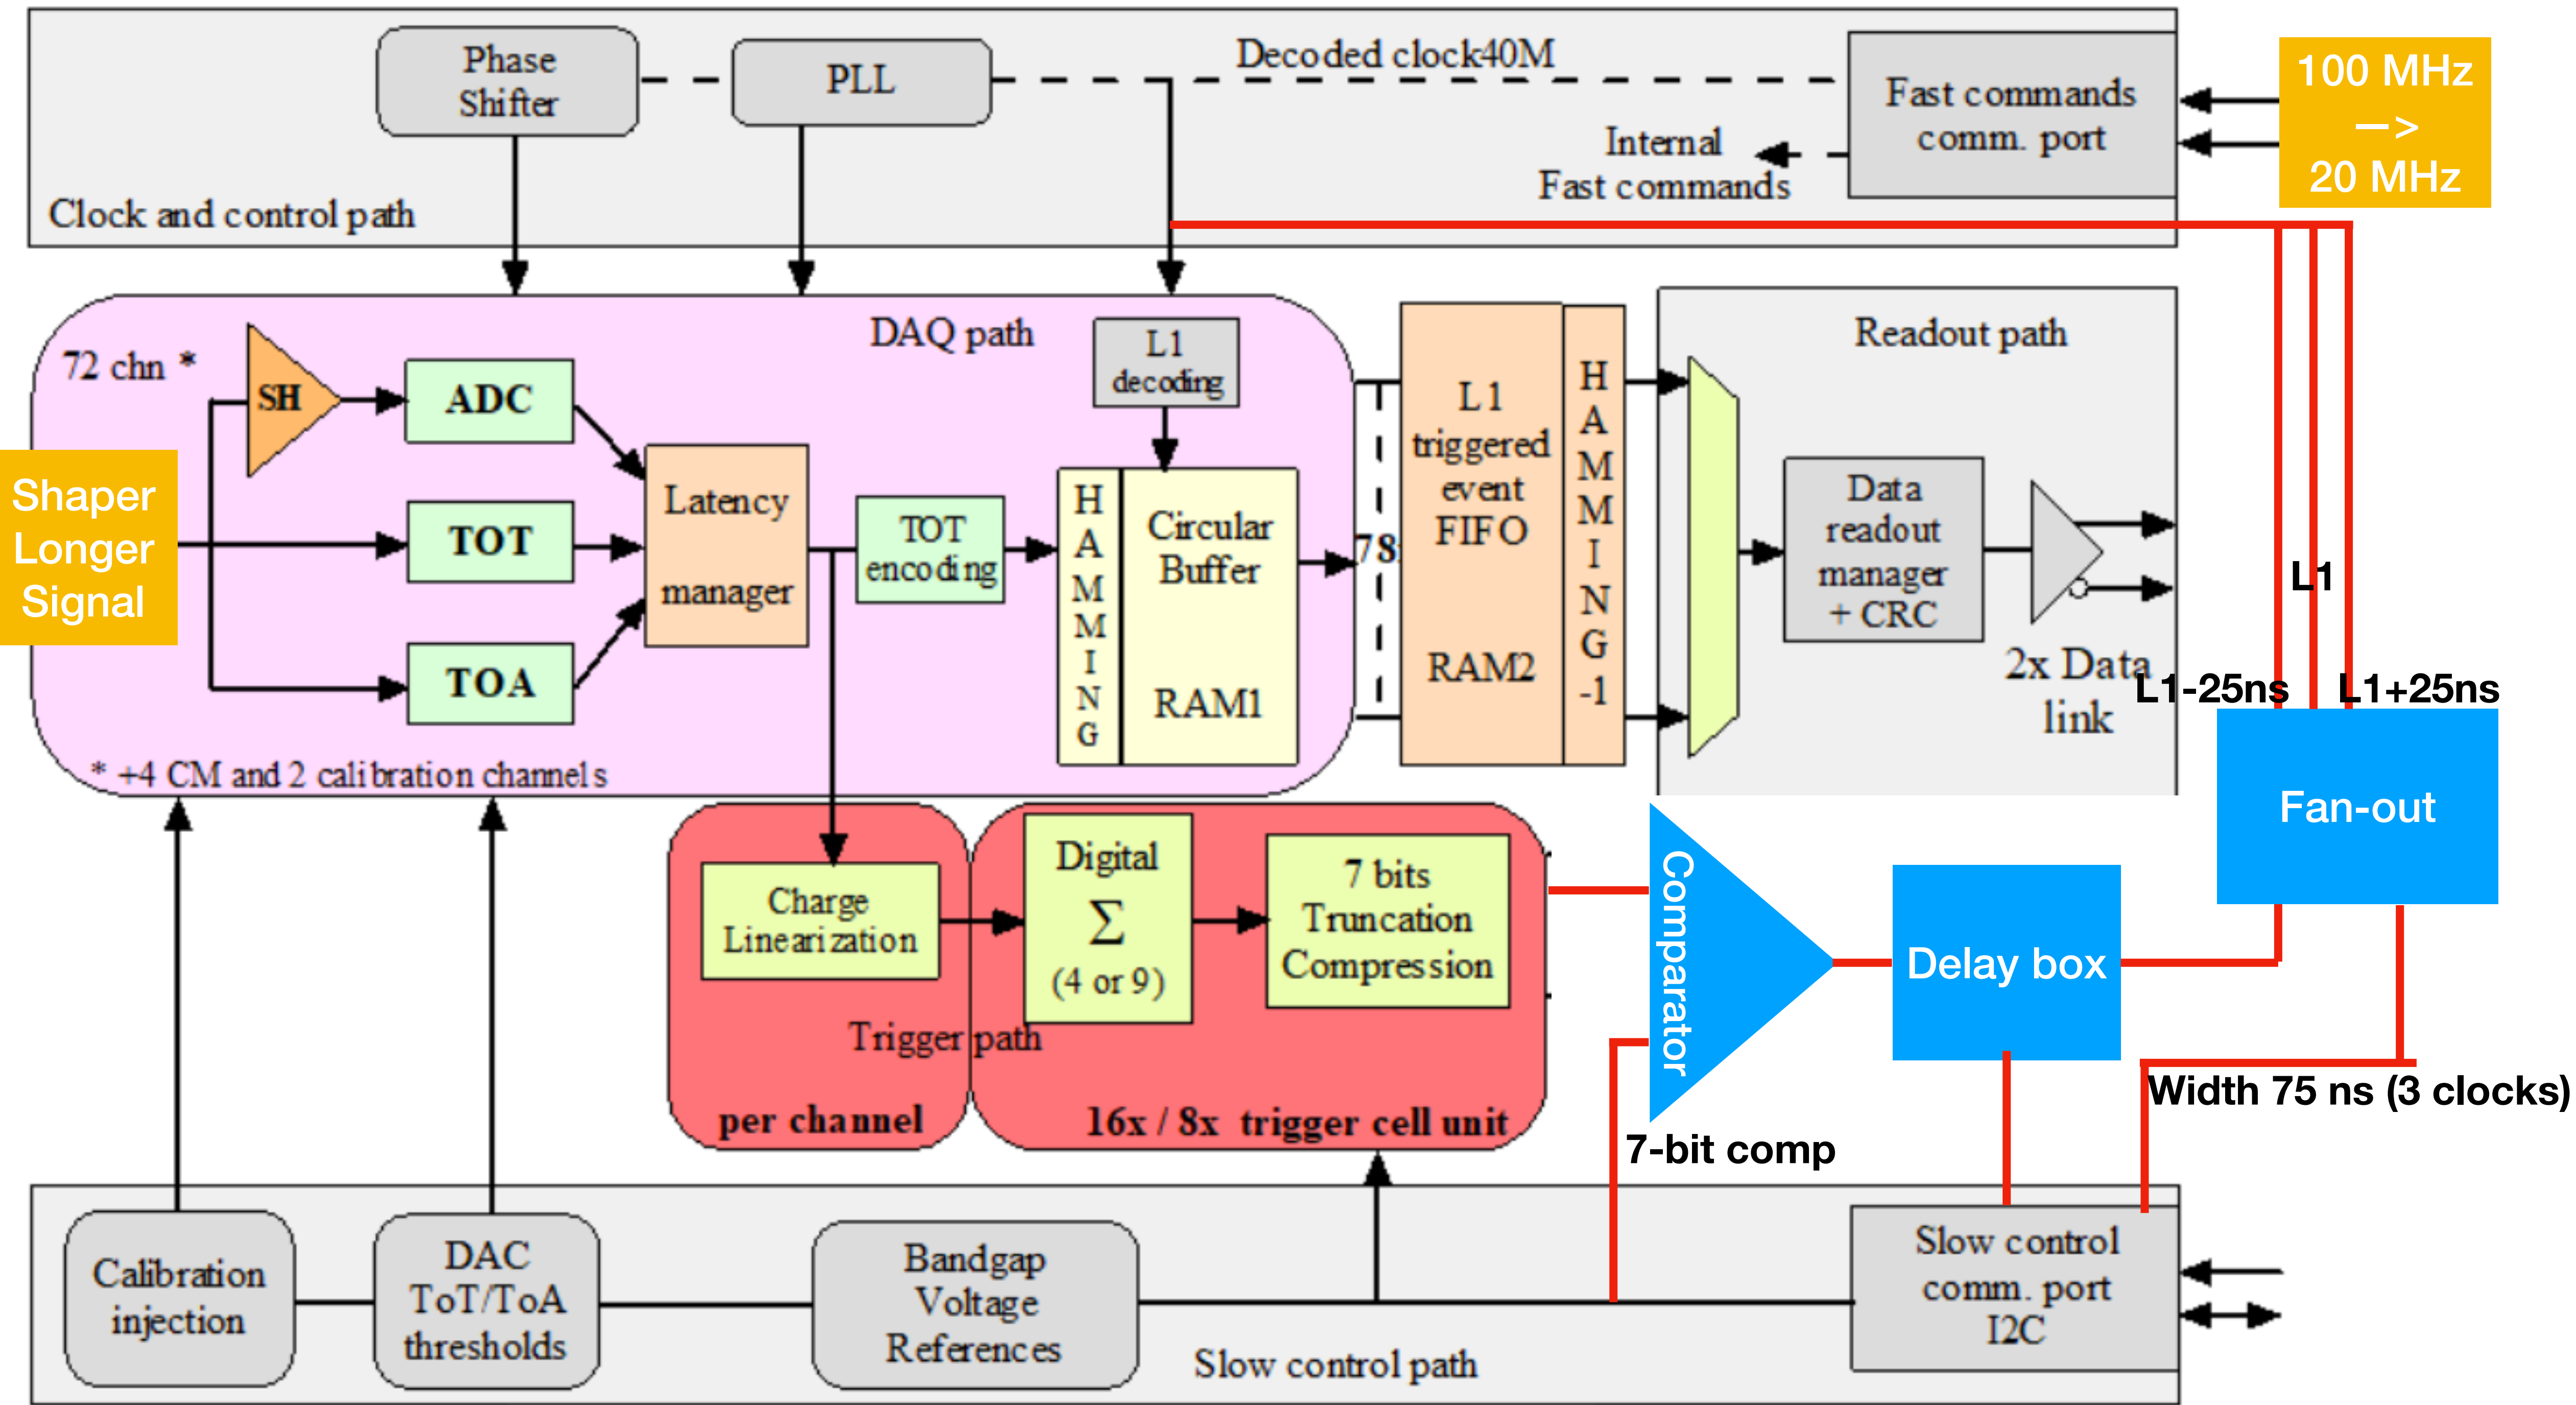 Phase
Shifter
PLL
Decoded clock40M
Fast commands
comm. port
Internal
Fast commands
100 MHz
—>
20 MHz
Clock and control path
72 chn *
DAQ path
SH
ADC
TOT
TOA
Shaper
Longer
Signal
Latency
manager
TOT
encoding
L1
decoding
HAMMING
Circular
Buffer
RAM1
* +4 CM and 2 calibration channels
78
L1
triggered
event
FIFO
RAM2
HAMMING-1
Readout path
Data
readout
manager
+ CRC
2x Data
link
L1
L1-25ns
L1+25ns
Fan-out
Charge
Linearization
Digital
Σ
(4 or 9)
7 bits
Truncation
Compression
Trigger path
per channel
16x / 8x trigger cell unit
Comparator
Delay box
Width 75 ns (3 clocks)
7-bit comp
Calibration
injection
DAC
ToT/ToA
thresholds
Bandgap
Voltage
References
Slow control path
Slow control
comm. port
I2C